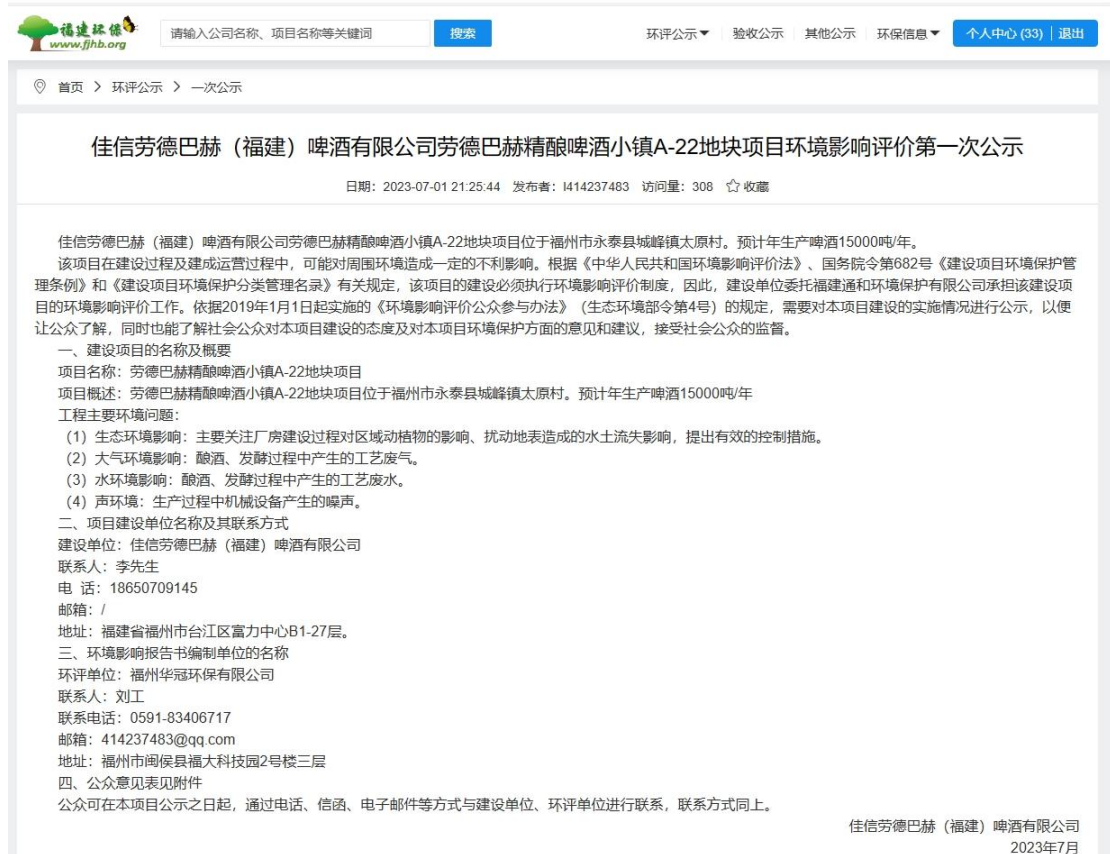 福建环保
www.fjhb.org
请输入公司名称、项目名称等关键词
搜索
环评公示▼
验收公示
其他公示
环保信息▼
个人中心 (33) | 退出
首页 > 环评公示 > 一次公示
佳信劳德巴赫（福建）啤酒有限公司劳德巴赫精酿啤酒小镇A-22地块项目环境影响评价第一次公示
日期：2023-07-01 21:25:44 发布者：l414237483 访问量：308 ☆ 收藏
佳信劳德巴赫（福建）啤酒有限公司劳德巴赫精酿啤酒小镇A-22地块项目位于福州市永泰县城峰镇太原村。预计年生产啤酒15000吨/年。
该项目在建设过程及建成运营过程中，可能对周围环境造成一定的不利影响。根据《中华人民共和国环境影响评价法》、国务院令第682号《建设项目环境保护管
理条例》和《建设项目环境保护分类管理名录》有关规定，该项目的建设必须执行环境影响评价制度，因此，建设单位委托福建通和环境保护有限公司承担该建设项
目的环境影响评价工作。依据2019年1月1日起实施的《环境影响评价公众参与办法》（生态环境部令第4号）的规定，需要对本项目建设的实施情况进行公示，以便
让公众了解，同时也能了解社会公众对本项目建设的态度及对本项目环境保护方面的意见和建议，接受社会公众的监督。
一、建设项目的名称及概要
项目名称：劳德巴赫精酿啤酒小镇A-22地块项目
项目概述：劳德巴赫精酿啤酒小镇A-22地块项目位于福州市永泰县城峰镇太原村。预计年生产啤酒15000吨/年
工程主要环境问题：
（1）生态环境影响：主要关注厂房建设过程对区域动植物的影响、扰动地表造成的水土流失影响，提出有效的控制措施。
（2）大气环境影响：酿酒、发酵过程中产生的工艺废气。
（3）水环境影响：酿酒、发酵过程中产生的工艺废水。
（4）声环境：生产过程中机械设备产生的噪声。
二、项目建设单位名称及其联系方式
建设单位：佳信劳德巴赫（福建）啤酒有限公司
联系人：李先生
电 话：18650709145
邮箱：/
地址：福建省福州市台江区富力中心B1-27层。
三、环境影响报告书编制单位的名称
环评单位：福州华冠环保有限公司
联系人：刘工
联系电话：0591-83406717
邮箱：414237483@qq.com
地址：福州市闽侯县福大科技园2号楼三层
四、公众意见表见附件
公众可在本项目公示之日起，通过电话、信函、电子邮件等方式与建设单位、环评单位进行联系，联系方式同上。
佳信劳德巴赫（福建）啤酒有限公司
2023年7月